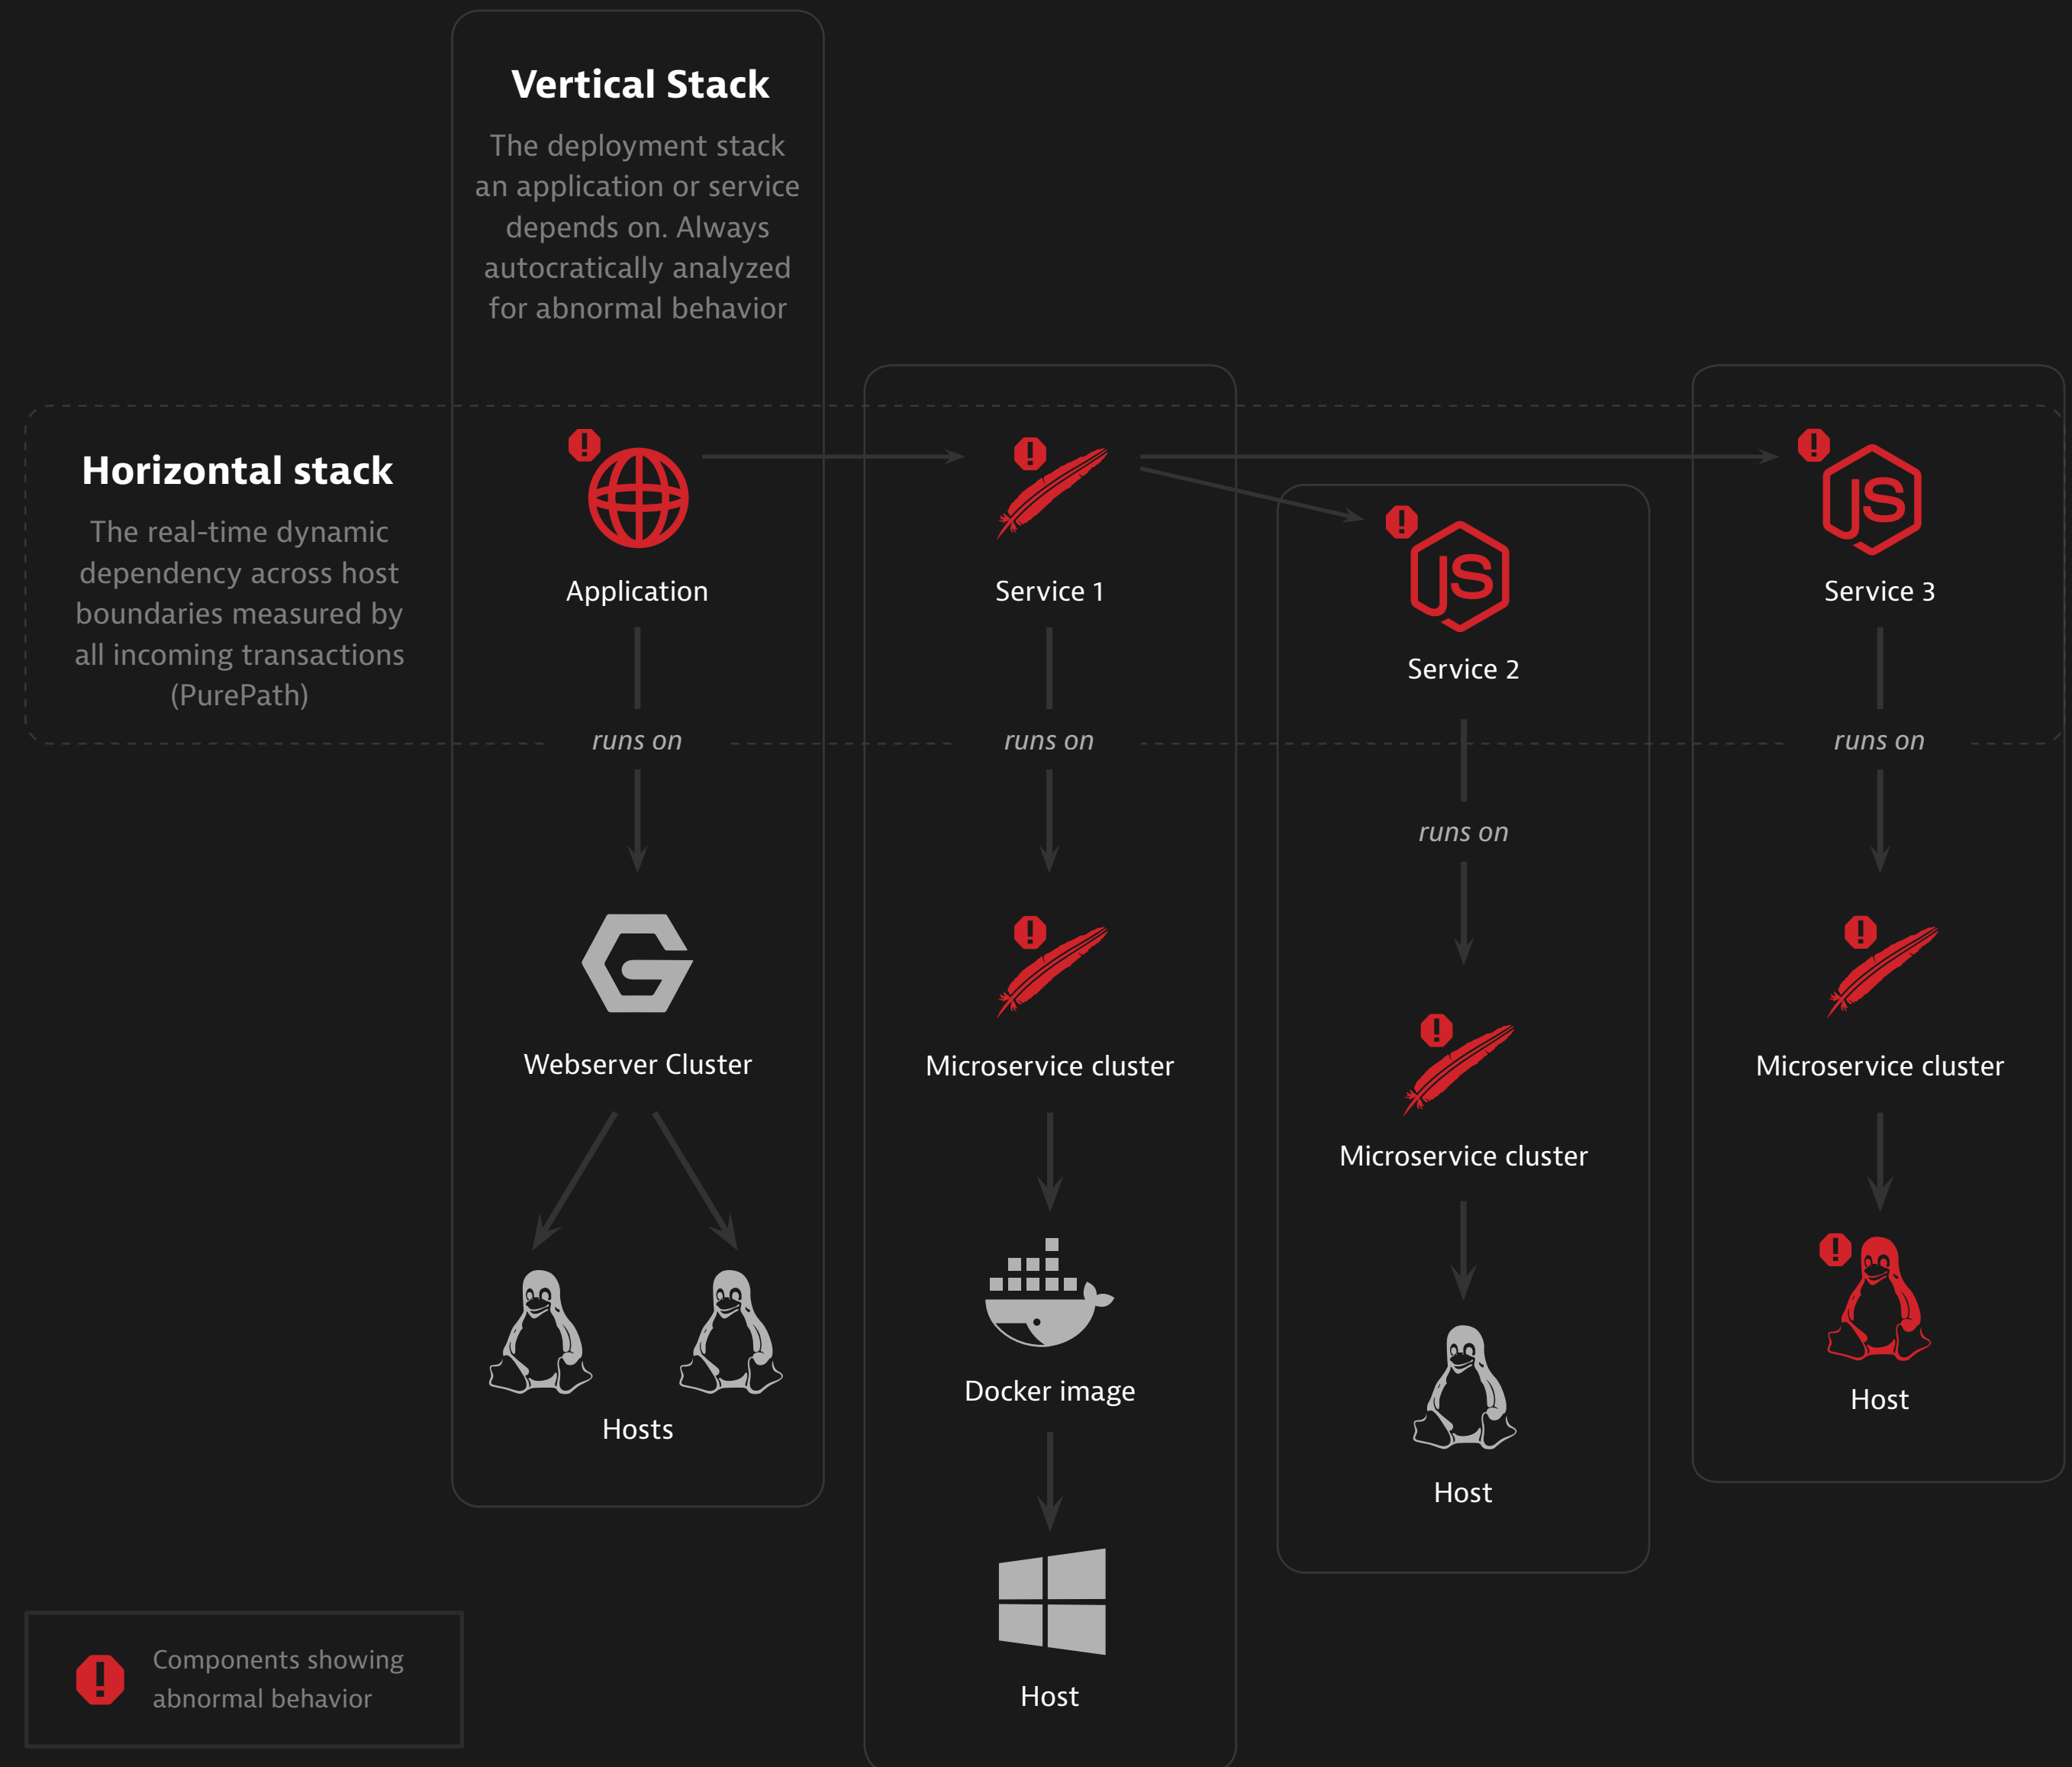 Vertical Stack
The deployment stack
an application or service
depends on. Always
autocratically analyzed
for abnormal behavior
Horizontal stack
The real-time dynamic
dependency across host
boundaries measured by
all incoming transactions
(PurePath)
Application
Service 1
Service 2
Service 3
runs on
runs on
runs on
runs on
Webserver Cluster
Microservice cluster
Microservice cluster
Microservice cluster
Hosts
Docker image
Host
Host
Host
JS
JS
Components showing
abnormal behavior